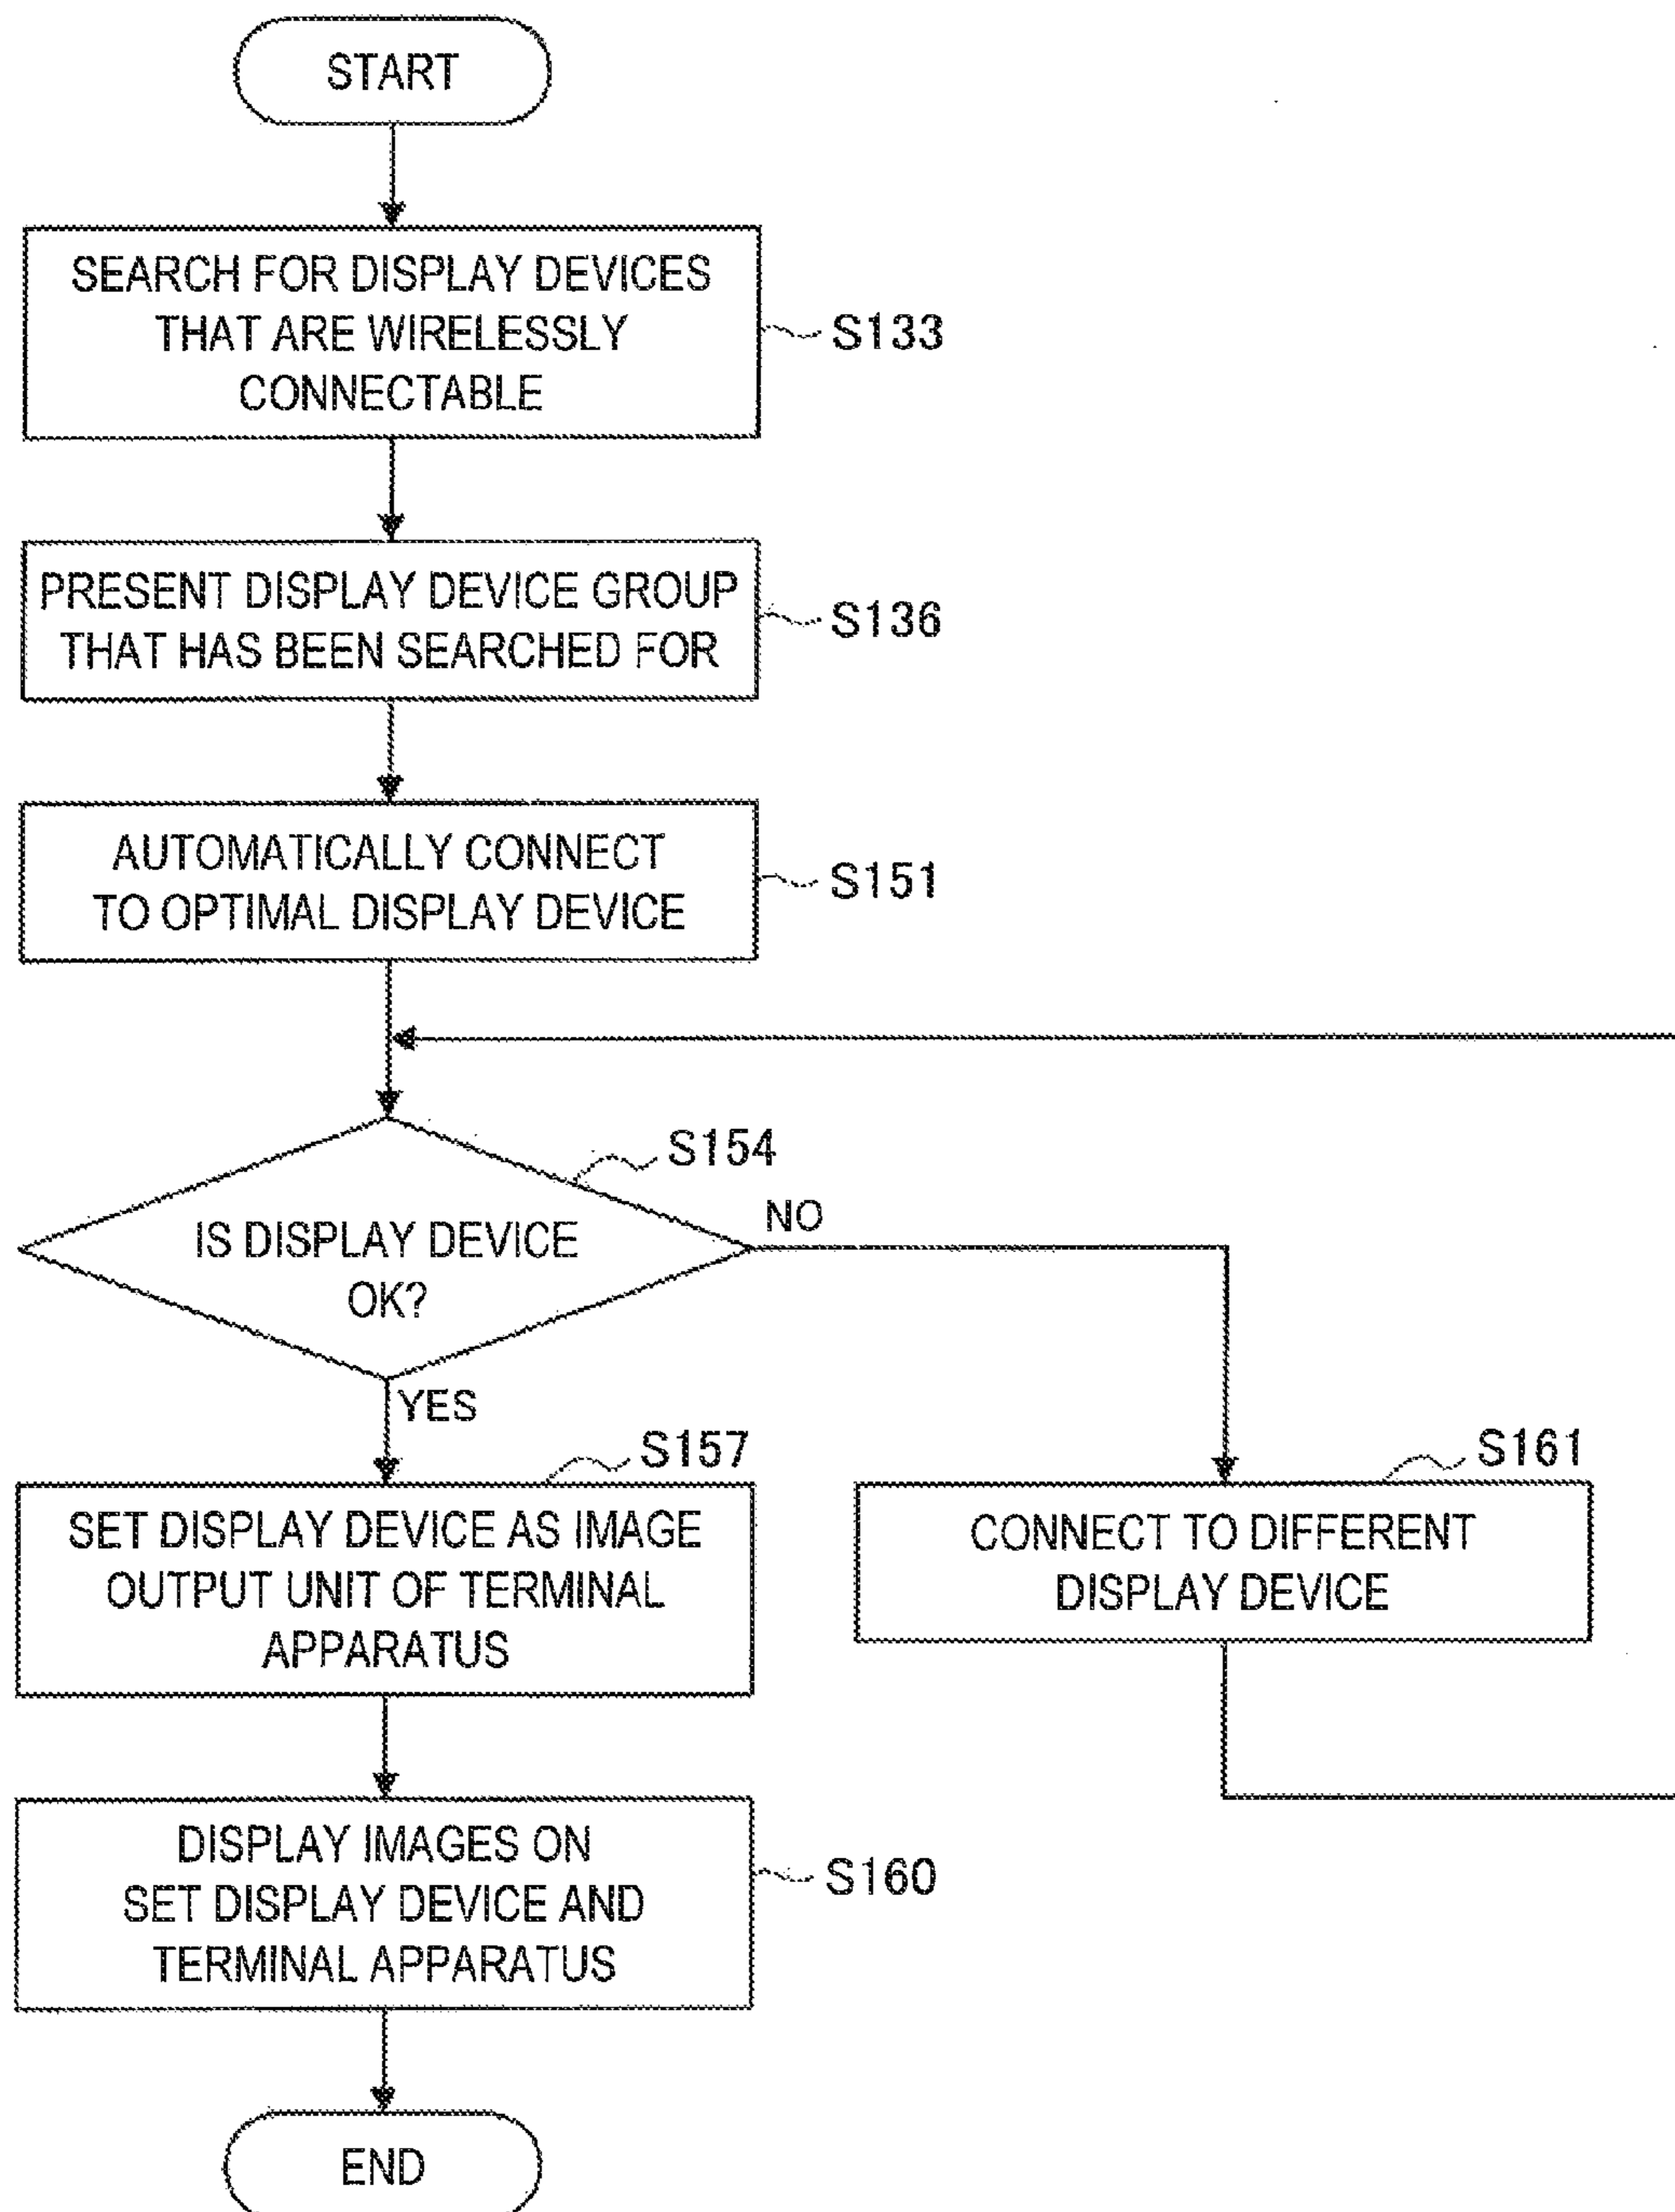 START
SEARCH FOR DISPLAY DEVICES
THAT ARE WIRELESSLY
CONNECTABLE
S133
PRESENT DISPLAY DEVICE GROUP
THAT HAS BEEN SEARCHED FOR
S136
AUTOMATICALLY CONNECT
TO OPTIMAL DISPLAY DEVICE
S151
S154
IS DISPLAY DEVICE
OK?
NO
YES
S157
SET DISPLAY DEVICE AS IMAGE
OUTPUT UNIT OF TERMINAL
APPARATUS
S161
CONNECT TO DIFFERENT
DISPLAY DEVICE
DISPLAY IMAGES ON
SET DISPLAY DEVICE AND
TERMINAL APPARATUS
S160
END